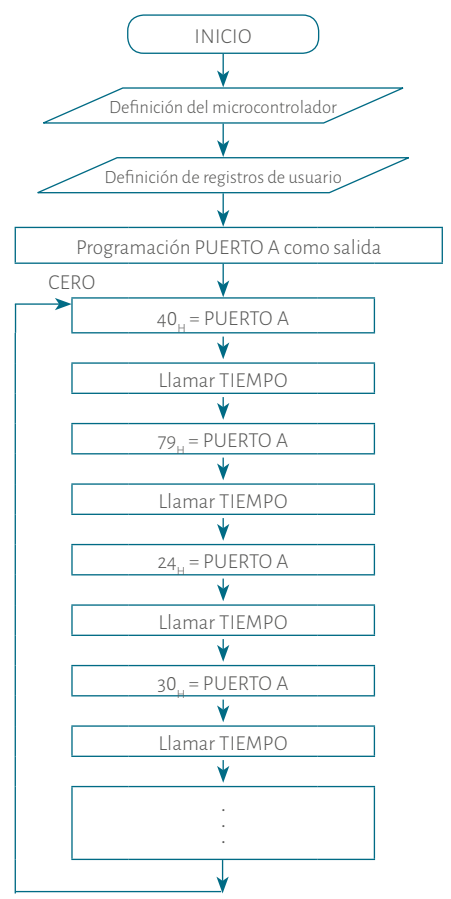 INICIO
Definición del microcontrolador
Definición de registros de usuario
Programación PUERTO A como salida
CERO
40H = PUERTO A
Llamar TIEMPO
79H = PUERTO A
Llamar TIEMPO
24H = PUERTO A
Llamar TIEMPO
30H = PUERTO A
Llamar TIEMPO
.
.
.